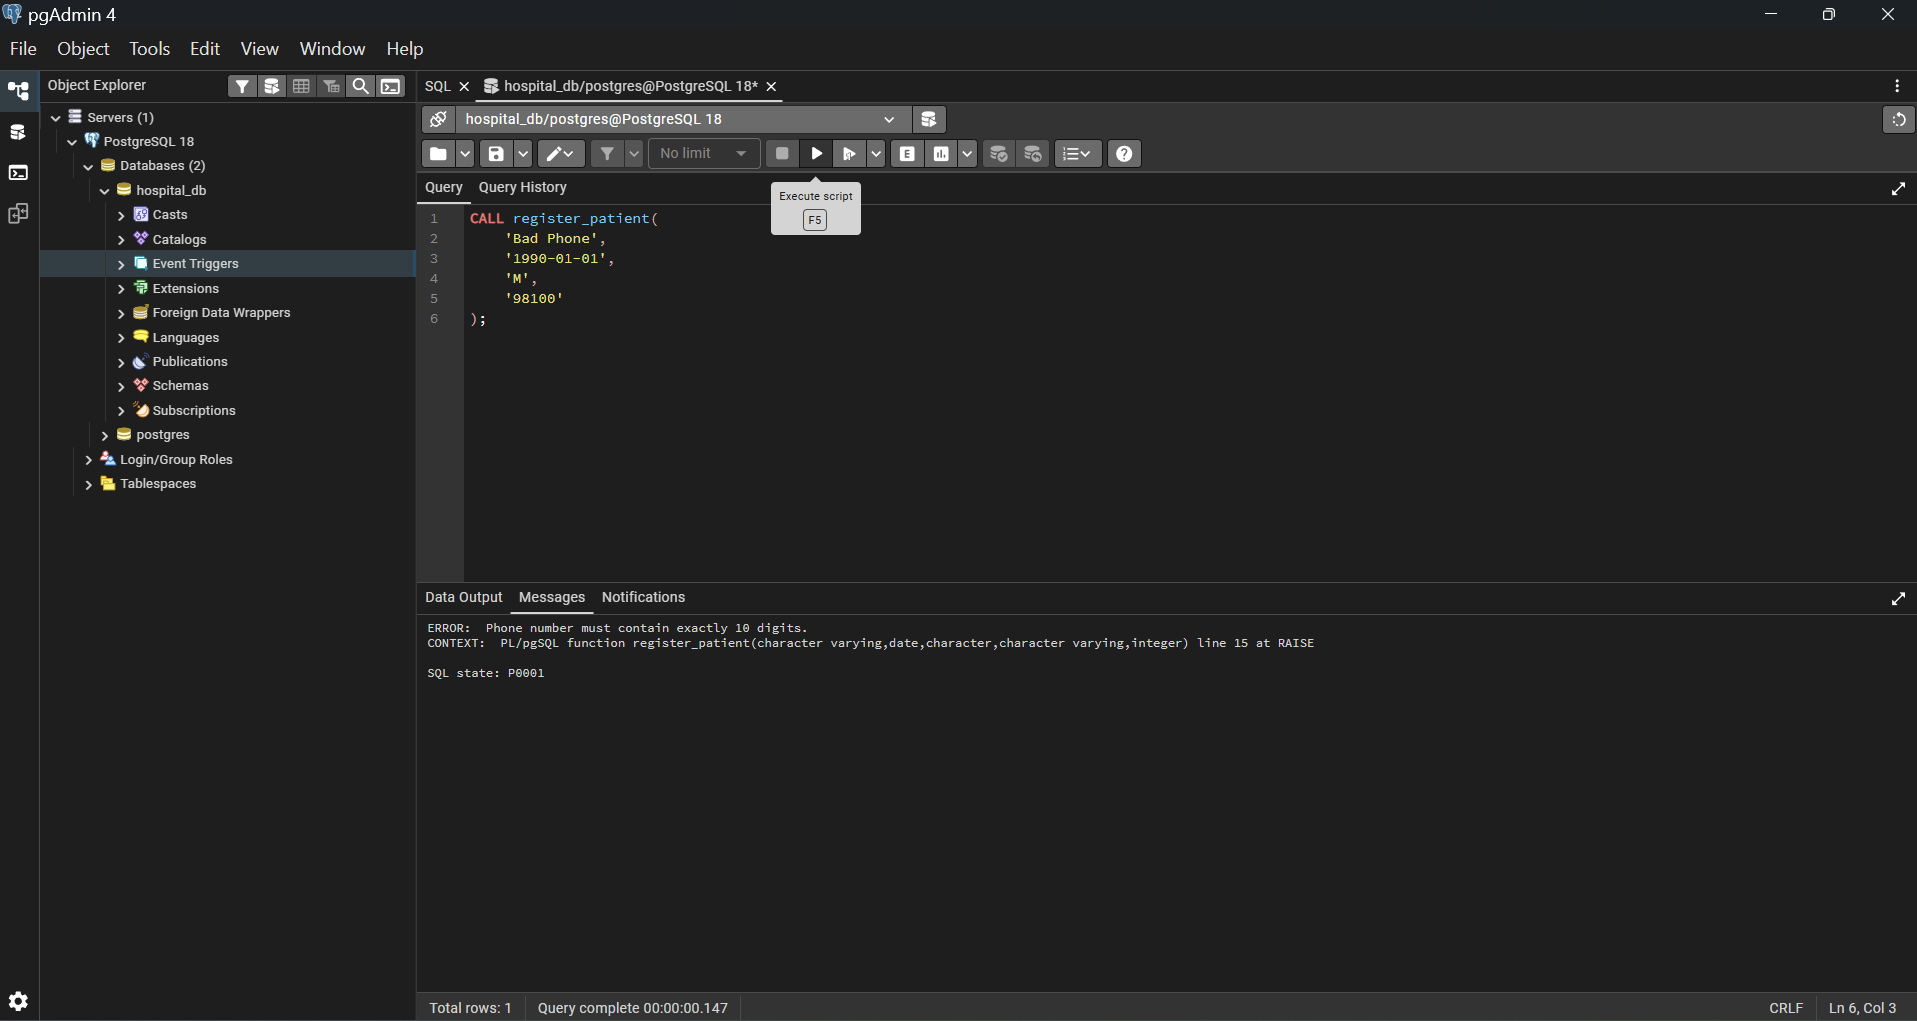 pgAdmin 4
File Object Tools Edit View Window Help
Object Explorer
SQL hospital_db/postgres@PostgreSQL 18*
Servers (1)
PostgreSQL 18
Databases (2)
hospital_db
Casts
Catalogs
Event Triggers
Extensions
Foreign Data Wrappers
Languages
Publications
Schemas
Subscriptions
postgres
Login/Group Roles
Tablespaces
hospital_db/postgres@PostgreSQL 18
No limit
E
Query Query History
Execute script
F5
1 CALL register_patient(
2 'Bad Phone',
3 '1990-01-01',
4 'M',
5 '98100'
6 );
Data Output Messages Notifications
ERROR: Phone number must contain exactly 10 digits.
CONTEXT: PL/pgSQL function register_patient(character varying,date,character,character varying,integer) line 15 at RAISE
SQL state: P0001
Total rows: 1 Query complete 00:00:00.147 CRLF Ln 6, Col 3